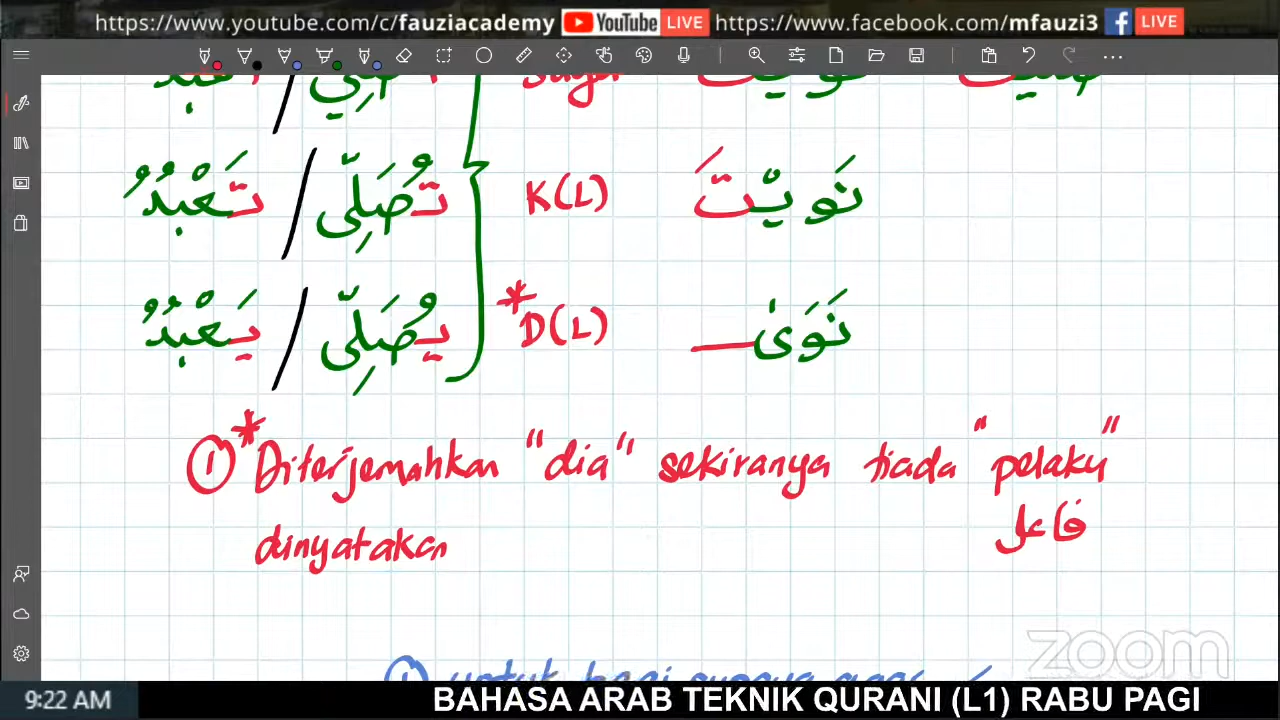 https://www.youtube.com/c/fauziacademy YouTube LIVE https://www.facebook.com/mfauzi3 f LIVE
نَوَيْتَ K(L) تُصَلِّي / تَعْبُدُ
نَوَىٰ *D(L) يُصَلِّي / يَعْبُدُ
① * Diterjemahkan "dia" sekiranya tiada "pelaku"
dinyatakan فاعل
zoom
9:22 AM BAHASA ARAB TEKNIK QURANI (L1) RABU PAGI